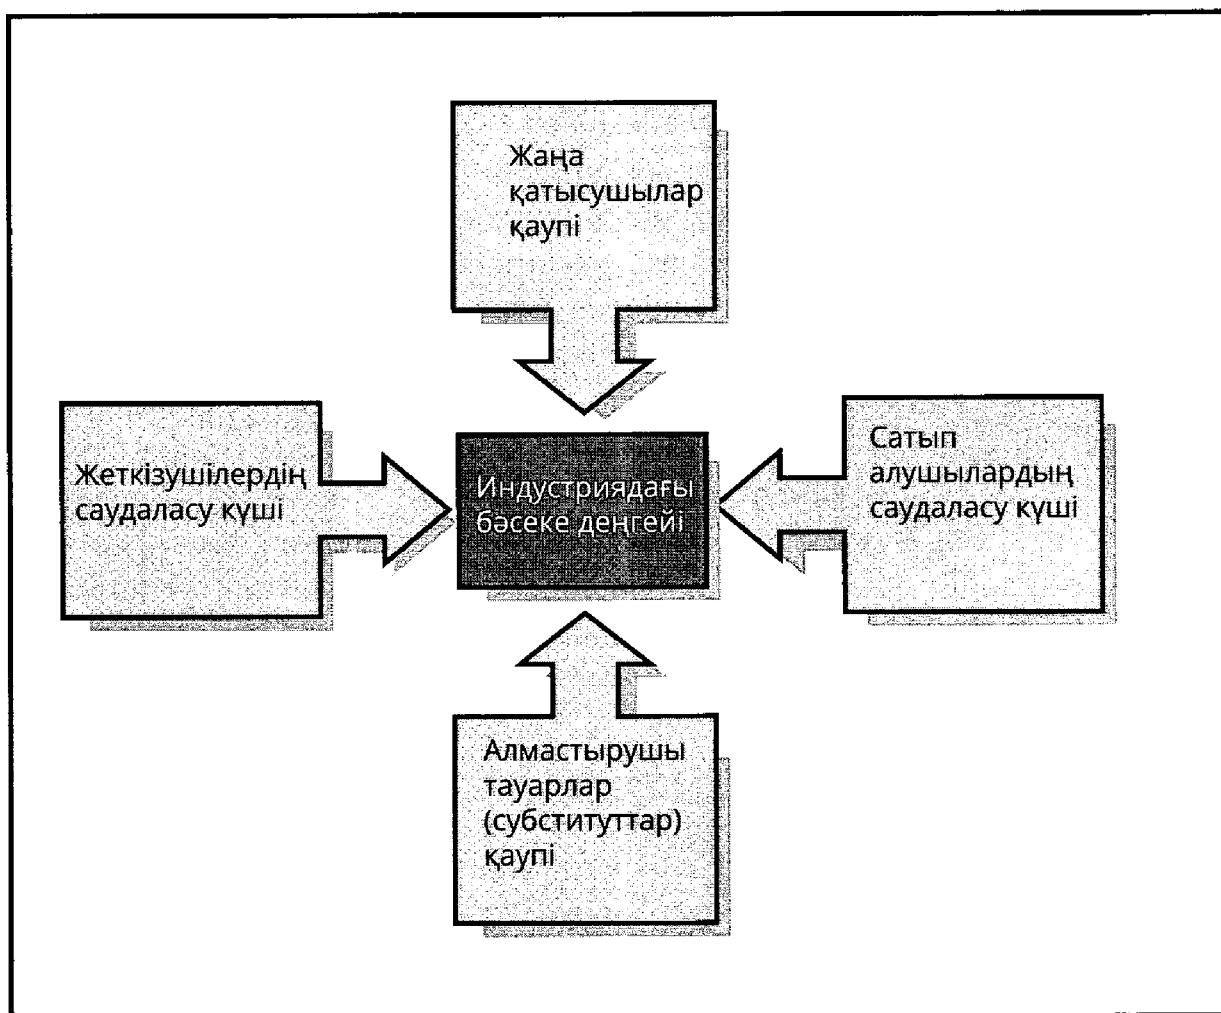 Жаңа
қатысушылар
қаупі
Жеткізушілердің
саудаласу күші
Индустриядағы
бәсеке деңгейі
Сатып
алушылардың
саудаласу күші
Алмастырушы
тауарлар
(субституттар)
қаупі